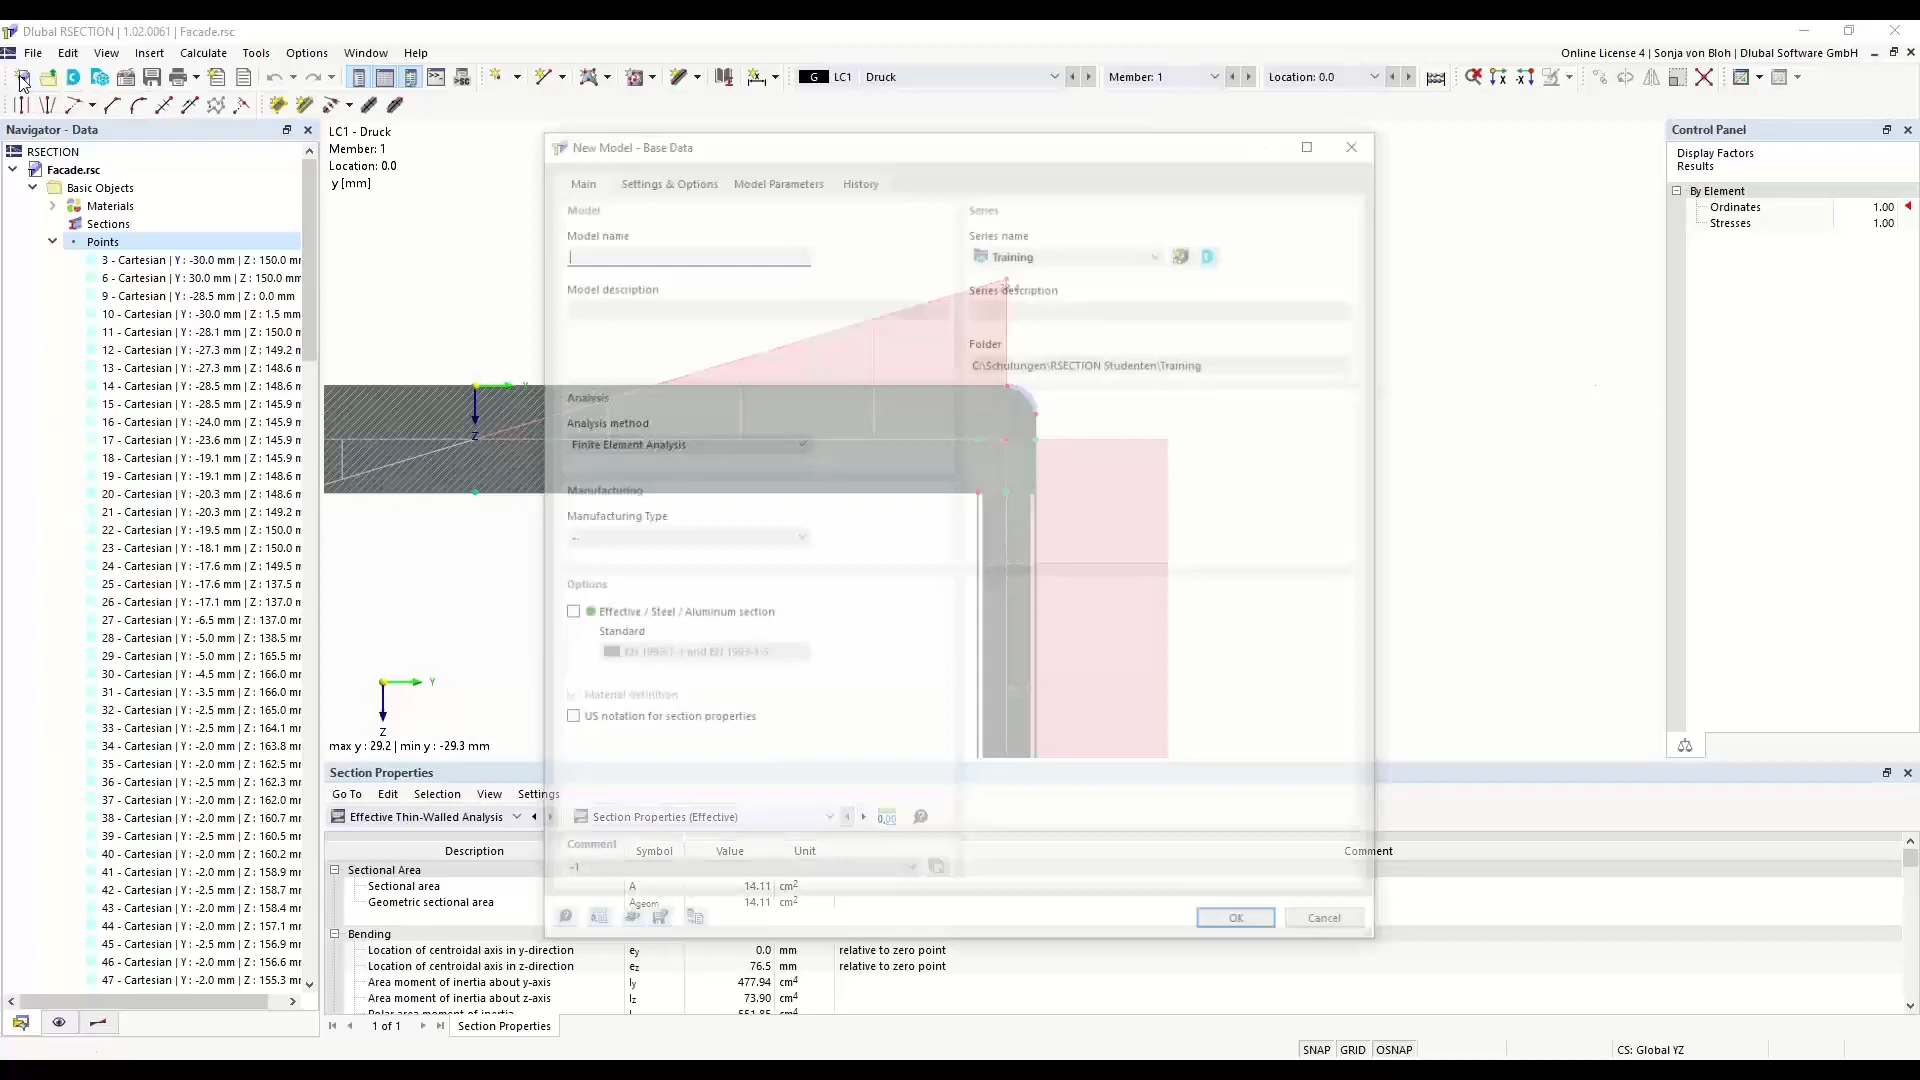 Dlubal RSECTION | 1.02.0061 | Facade.rsc
File Edit View Insert Calculate Tools Options Window Help
Online License 4 | Sonja von Bloh | Dlubal Software GmbH
G LC1 Druck Member: 1 Location: 0.0
Navigator - Data
RSECTION
Facade.rsc
Basic Objects
Materials
Sections
Points
3 - Cartesian | Y : -30.0 mm | Z : 150.0 mm
6 - Cartesian | Y : 30.0 mm | Z : 150.0 mm
9 - Cartesian | Y : -28.5 mm | Z : 0.0 mm
10 - Cartesian | Y : -30.0 mm | Z : 1.5 mm
11 - Cartesian | Y : -28.1 mm | Z : 150.0 m
12 - Cartesian | Y : -27.3 mm | Z : 149.2 m
13 - Cartesian | Y : -27.3 mm | Z : 148.6 m
14 - Cartesian | Y : -28.5 mm | Z : 148.6 m
15 - Cartesian | Y : -28.5 mm | Z : 145.9 m
16 - Cartesian | Y : -24.0 mm | Z : 145.9 m
17 - Cartesian | Y : -23.6 mm | Z : 145.9 m
18 - Cartesian | Y : -19.1 mm | Z : 145.9 m
19 - Cartesian | Y : -19.1 mm | Z : 148.6 m
20 - Cartesian | Y : -20.3 mm | Z : 148.6 m
21 - Cartesian | Y : -20.3 mm | Z : 149.2 m
22 - Cartesian | Y : -19.5 mm | Z : 150.0 m
23 - Cartesian | Y : -18.1 mm | Z : 150.0 m
24 - Cartesian | Y : -17.6 mm | Z : 149.5 m
25 - Cartesian | Y : -17.6 mm | Z : 137.5 m
26 - Cartesian | Y : -17.1 mm | Z : 137.0 m
27 - Cartesian | Y : -6.5 mm | Z : 137.0 m
28 - Cartesian | Y : -5.0 mm | Z : 138.5 m
29 - Cartesian | Y : -5.0 mm | Z : 165.5 m
30 - Cartesian | Y : -4.5 mm | Z : 166.0 m
31 - Cartesian | Y : -3.5 mm | Z : 166.0 m
32 - Cartesian | Y : -2.5 mm | Z : 165.0 m
33 - Cartesian | Y : -2.5 mm | Z : 164.1 m
34 - Cartesian | Y : -2.0 mm | Z : 163.8 m
35 - Cartesian | Y : -2.0 mm | Z : 162.5 m
36 - Cartesian | Y : -2.5 mm | Z : 162.3 m
37 - Cartesian | Y : -2.0 mm | Z : 162.0 m
38 - Cartesian | Y : -2.0 mm | Z : 160.7 m
39 - Cartesian | Y : -2.5 mm | Z : 160.5 m
40 - Cartesian | Y : -2.0 mm | Z : 160.2 m
41 - Cartesian | Y : -2.0 mm | Z : 158.9 m
42 - Cartesian | Y : -2.5 mm | Z : 158.7 m
43 - Cartesian | Y : -2.0 mm | Z : 158.4 m
44 - Cartesian | Y : -2.0 mm | Z : 157.1 m
45 - Cartesian | Y : -2.5 mm | Z : 156.9 m
46 - Cartesian | Y : -2.0 mm | Z : 156.6 m
47 - Cartesian | Y : -2.0 mm | Z : 155.3 m
LC1 - Druck
Member: 1
Location: 0.0
y [mm]
Y
Z
Y
Z
max y : 29.2 | min y : -29.3 mm
New Model - Base Data
Main Settings & Options Model Parameters History
Model
Model name
Model description
Series
Series name
Training
Series description
Folder
C:\Schulungen\RSECTION Studenten\Training
Analysis
Analysis method
Finite Element Analysis
Manufacturing
Manufacturing Type
--
Options
Effective / Steel / Aluminum section
Standard
EN 1993-1-1 and EN 1993-1-5
Material definition
US notation for section properties
Comment
OK Cancel
Control Panel
Display Factors
Results
By Element
Ordinates 1.00
Stresses 1.00
Section Properties
Go To Edit Selection View Settings
Effective Thin-Walled Analysis Section Properties (Effective)
Description Symbol Value Unit Comment
Sectional Area
Sectional area A 14.11 cm2
Geometric sectional area Ageom 14.11 cm2
Bending
Location of centroidal axis in y-direction ey 0.0 mm relative to zero point
Location of centroidal axis in z-direction ez 76.5 mm relative to zero point
Area moment of inertia about y-axis Iy 477.94 cm4
Area moment of inertia about z-axis Iz 73.90 cm4
Polar area moment of inertia 551.85 cm4
1 of 1 Section Properties
SNAP GRID OSNAP CS: Global YZ